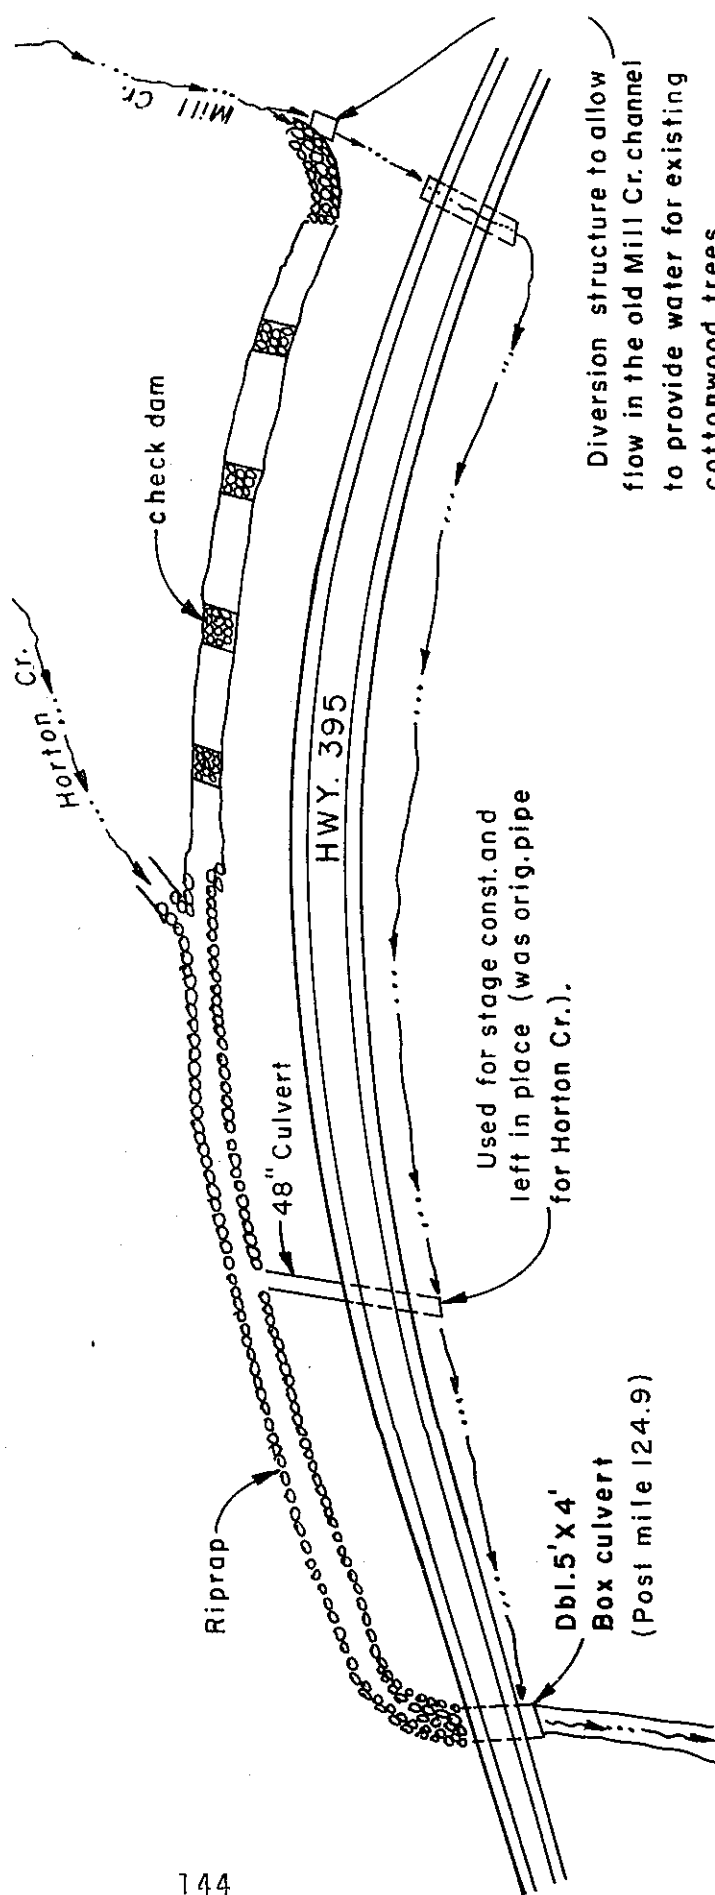 Mill Cr.
Horton Cr.
check dam
HWY. 395
Diversion structure to allow
flow in the old Mill Cr. channel
to provide water for existing
cottonwood trees
48" Culvert
Used for stage const. and
left in place (was orig. pipe
for Horton Cr.).
Riprap
Dbl. 5' X 4'
Box culvert
(Post mile 124.9)
144